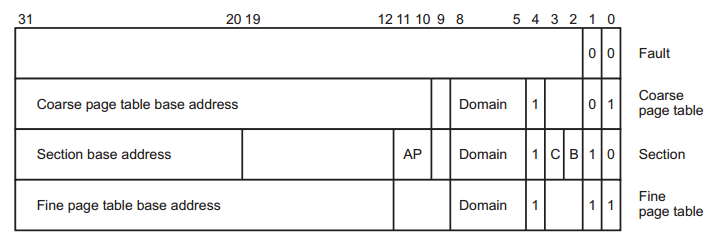 31 20 19 12 11 10 9 8 5 4 3 2 1 0
0 0 Fault
Coarse page table base address Domain 1 0 1 Coarse
page table
Section base address AP Domain 1 C B 1 0 Section
Fine page table base address Domain 1 1 1 Fine
page table